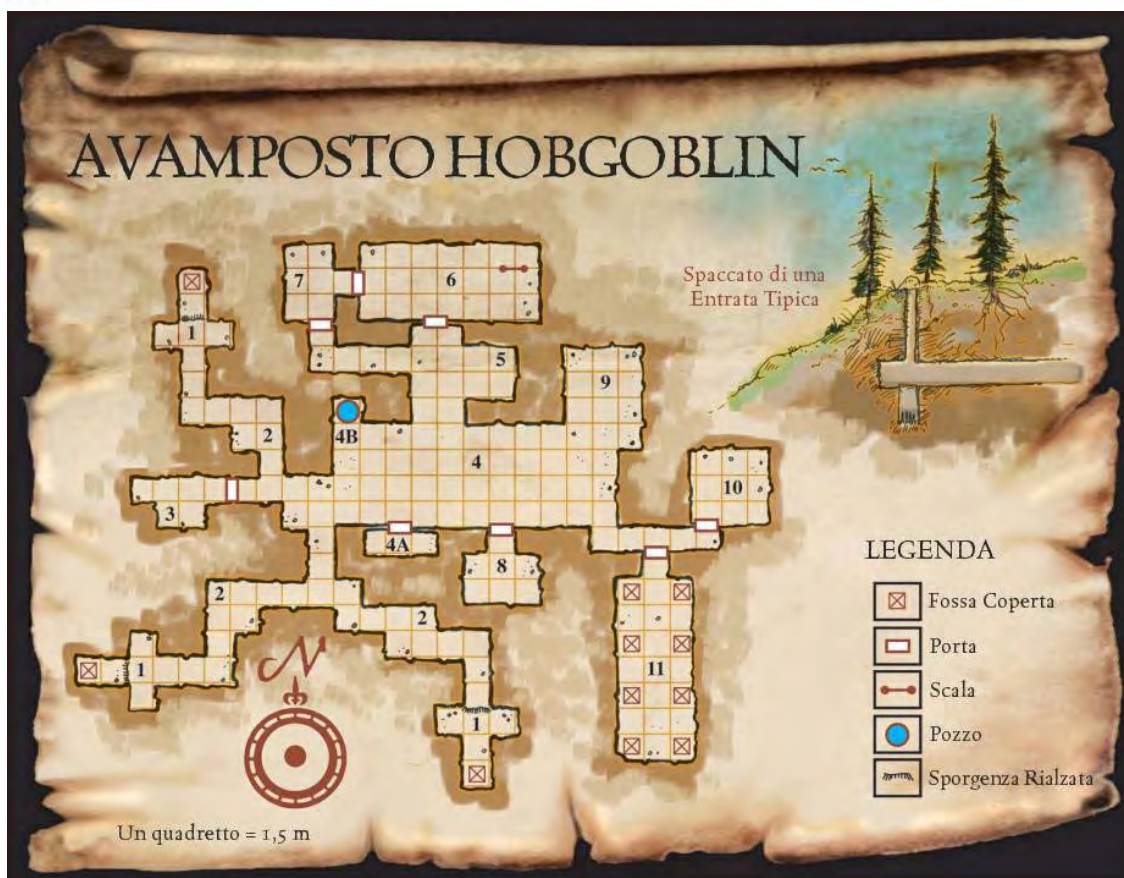 AVAMPOSTO HOBGOBLIN
Spaccato di una
Entrata Tipica
7
6
1
5
9
2
4B
4
10
3
4A
8
2
2
1
11
1
N
LEGENDA
Fossa Coperta
Porta
Scala
Pozzo
Sporgenza Rialzata
Un quadretto = 1,5 m